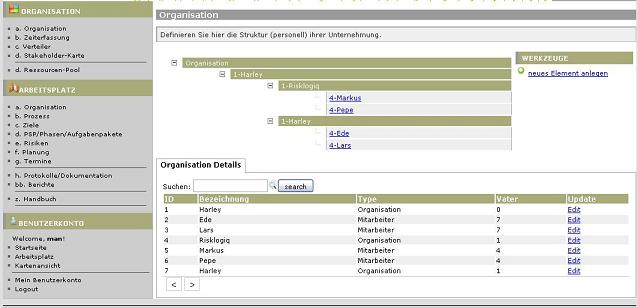 ORGANISATION
a. Organisation
b. Zeiterfassung
c. Verteiler
d. Stakeholder-Karte
d. Ressourcen-Pool
ARBEITSPLATZ
a. Organisation
b. Prozess
c. Ziele
d. PSP/Phasen/Aufgabenpakete
e. Risiken
f. Planung
g. Termine
h. Protokolle/Dokumentation
bb. Berichte
z. Handbuch
BENUTZERKONTO
Welcome, man!
Startseite
Arbeitsplatz
Kartenansicht
Mein Benutzerkonto
Logout
Organisation
Definieren Sie hier die Struktur (personell) ihrer Unternehmung.
Organisation
1-Harley
1-Risklogiq
4-Markus
4-Pepe
1-Harley
4-Ede
4-Lars
WERKZEUGE
neues Element anlegen
Organisation Details
Suchen: search
ID Bezeichnung Type Vater Update
1 Harley Organisation 0 Edit
2 Ede Mitarbeiter 7 Edit
3 Lars Mitarbeiter 7 Edit
4 Risklogiq Organisation 1 Edit
5 Markus Mitarbeiter 4 Edit
6 Pepe Mitarbeiter 4 Edit
7 Harley Organisation 1 Edit
< >